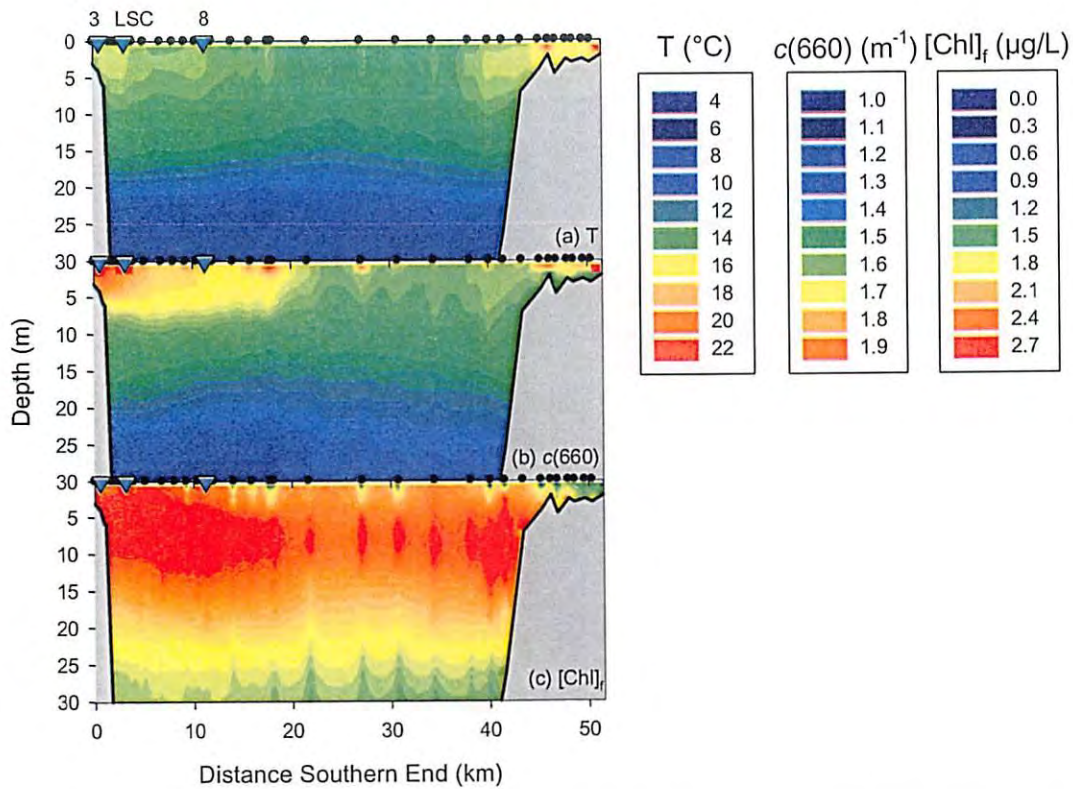 3 LSC 8
0
5
10
15
20
25
30
(a) T
5
10
15
20
25
30
(b) c(660)
5
10
15
20
25
30
(c) [Chl]f
0 10 20 30 40 50
Depth (m)
Distance Southern End (km)
T (°C) c(660) (m⁻¹) [Chl]f (µg/L)
4 1.0 0.0
6 1.1 0.3
8 1.2 0.6
10 1.3 0.9
12 1.4 1.2
14 1.5 1.5
16 1.6 1.8
18 1.7 2.1
20 1.8 2.4
22 1.9 2.7